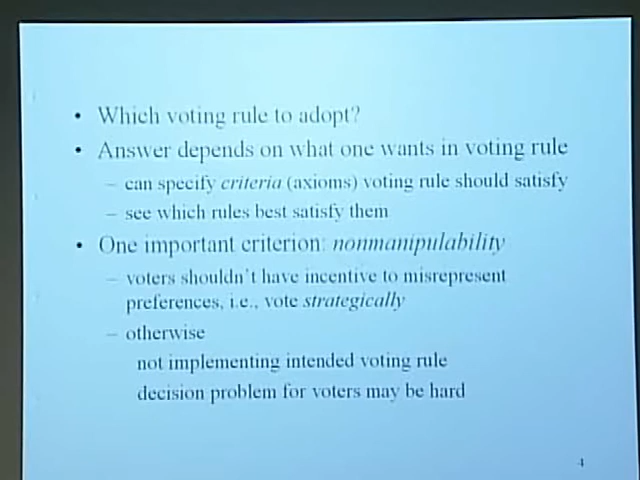 • Which voting rule to adopt?
• Answer depends on what one wants in voting rule
– can specify criteria (axioms) voting rule should satisfy
– see which rules best satisfy them
• One important criterion: nonmanipulability
– voters shouldn't have incentive to misrepresent
preferences, i.e., vote strategically
– otherwise
not implementing intended voting rule
decision problem for voters may be hard
4